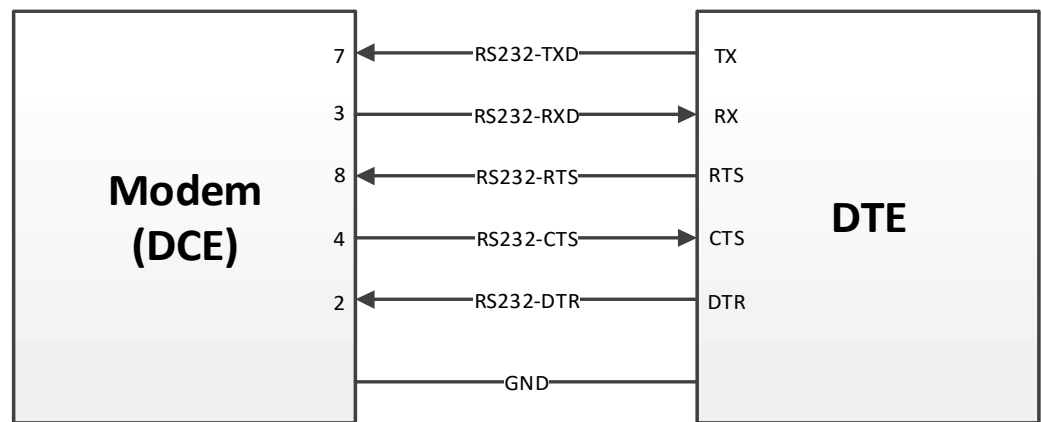 7 RS232-TXD TX
3 RS232-RXD RX
8 RS232-RTS RTS
Modem
(DCE)
DTE
4 RS232-CTS CTS
2 RS232-DTR DTR
GND